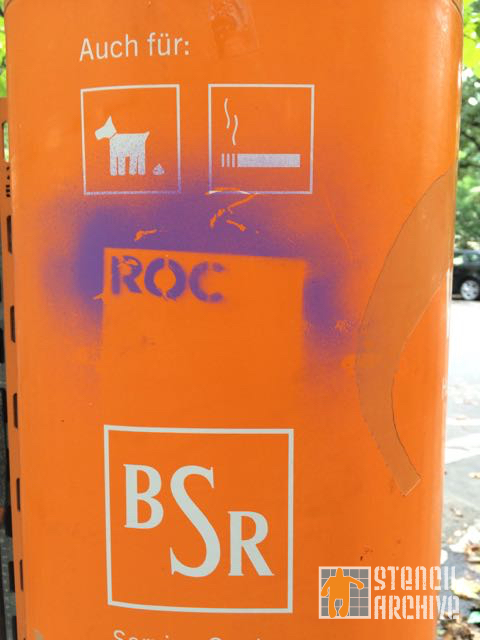 Auch für:
ROC
BSR
STENCIL
ARCHIVE